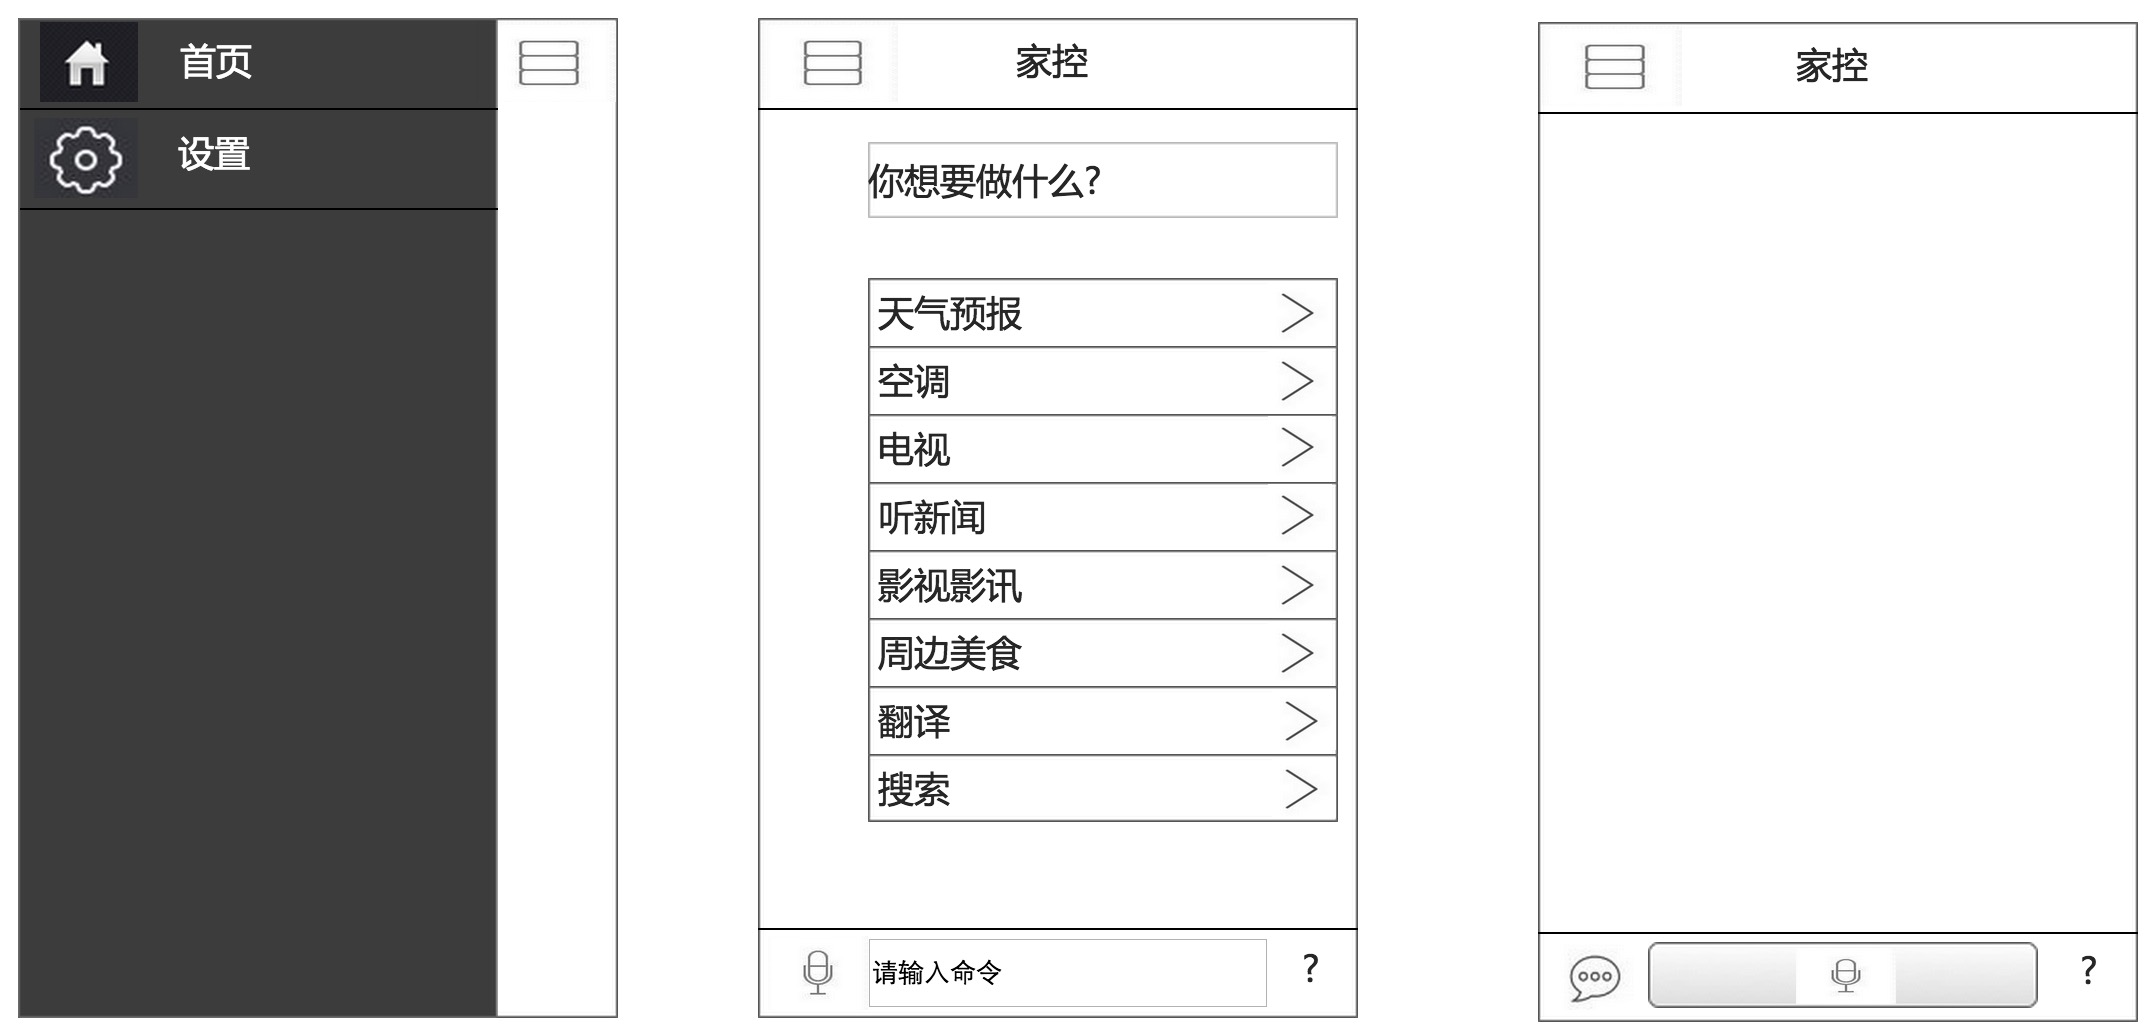 首页
设置
家控
你想要做什么?
天气预报
空调
电视
听新闻
影视影讯
周边美食
翻译
搜索
请输入命令
?
家控
?